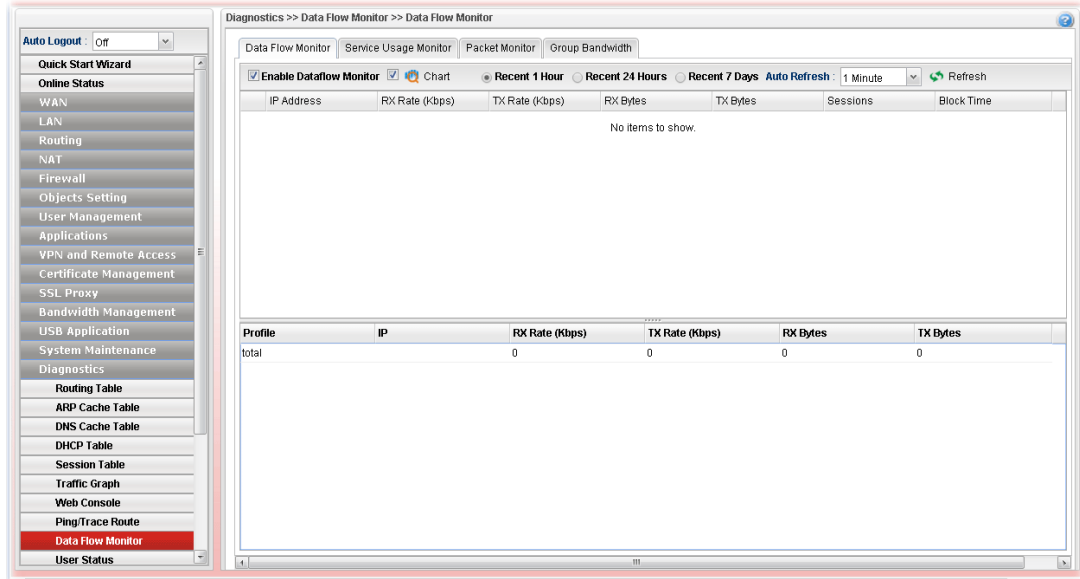 Diagnostics >> Data Flow Monitor >> Data Flow Monitor
?
Auto Logout : Off
Quick Start Wizard
Online Status
WAN
LAN
Routing
NAT
Firewall
Objects Setting
User Management
Applications
VPN and Remote Access
Certificate Management
SSL Proxy
Bandwidth Management
USB Application
System Maintenance
Diagnostics
Routing Table
ARP Cache Table
DNS Cache Table
DHCP Table
Session Table
Traffic Graph
Web Console
Ping/Trace Route
Data Flow Monitor
User Status
Data Flow Monitor Service Usage Monitor Packet Monitor Group Bandwidth
Enable Dataflow Monitor Chart Recent 1 Hour Recent 24 Hours Recent 7 Days Auto Refresh : 1 Minute Refresh
IP Address RX Rate (Kbps) TX Rate (Kbps) RX Bytes TX Bytes Sessions Block Time
No items to show.
Profile IP RX Rate (Kbps) TX Rate (Kbps) RX Bytes TX Bytes
total 0 0 0 0